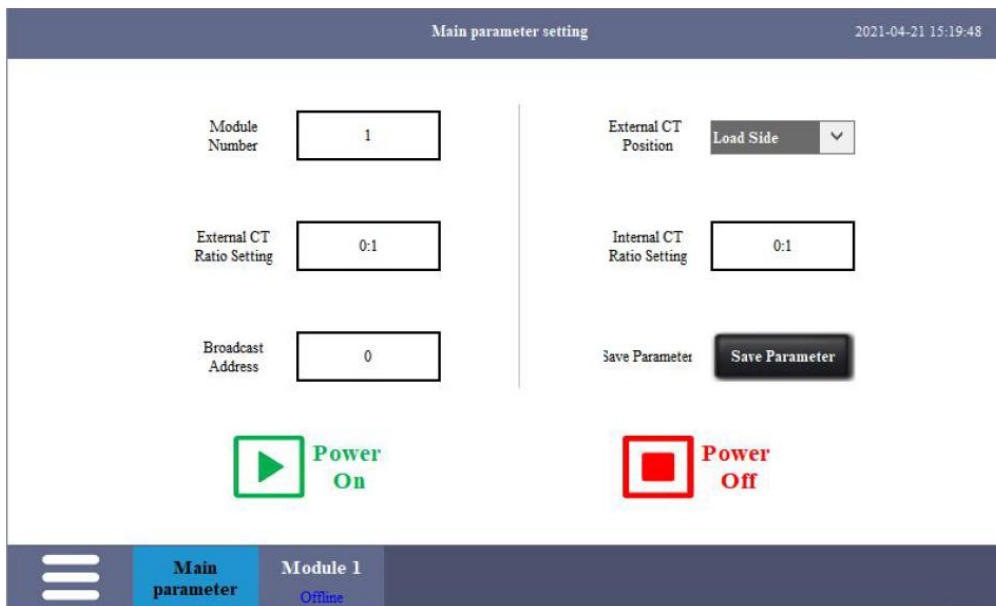 Main parameter setting
2021-04-21 15:19:48
Module
Number
1
External CT
Position
Load Side
External CT
Ratio Setting
0:1
Internal CT
Ratio Setting
0:1
Broadcast
Address
0
Save Parameter
Save Parameter
Power
On
Power
Off
Main
parameter
Module 1
Offline